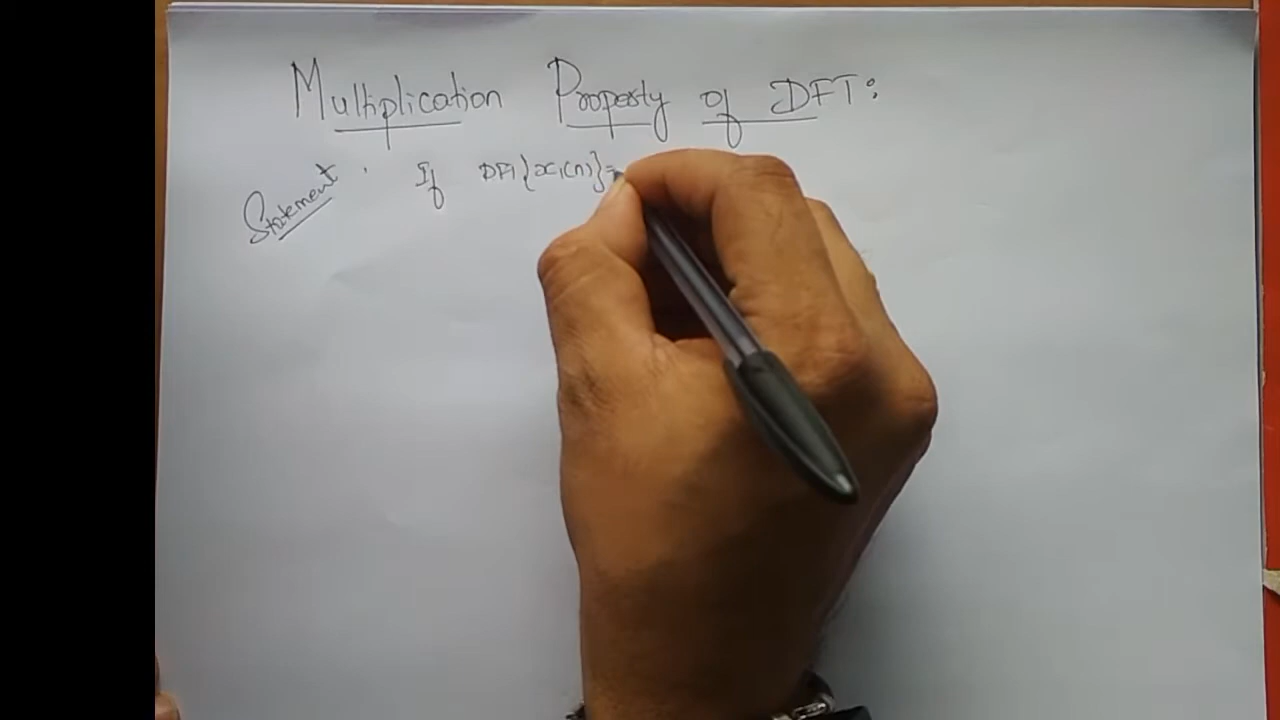 Multiplication Property of DFT:
Statement: If DFT{x₁(n)}=